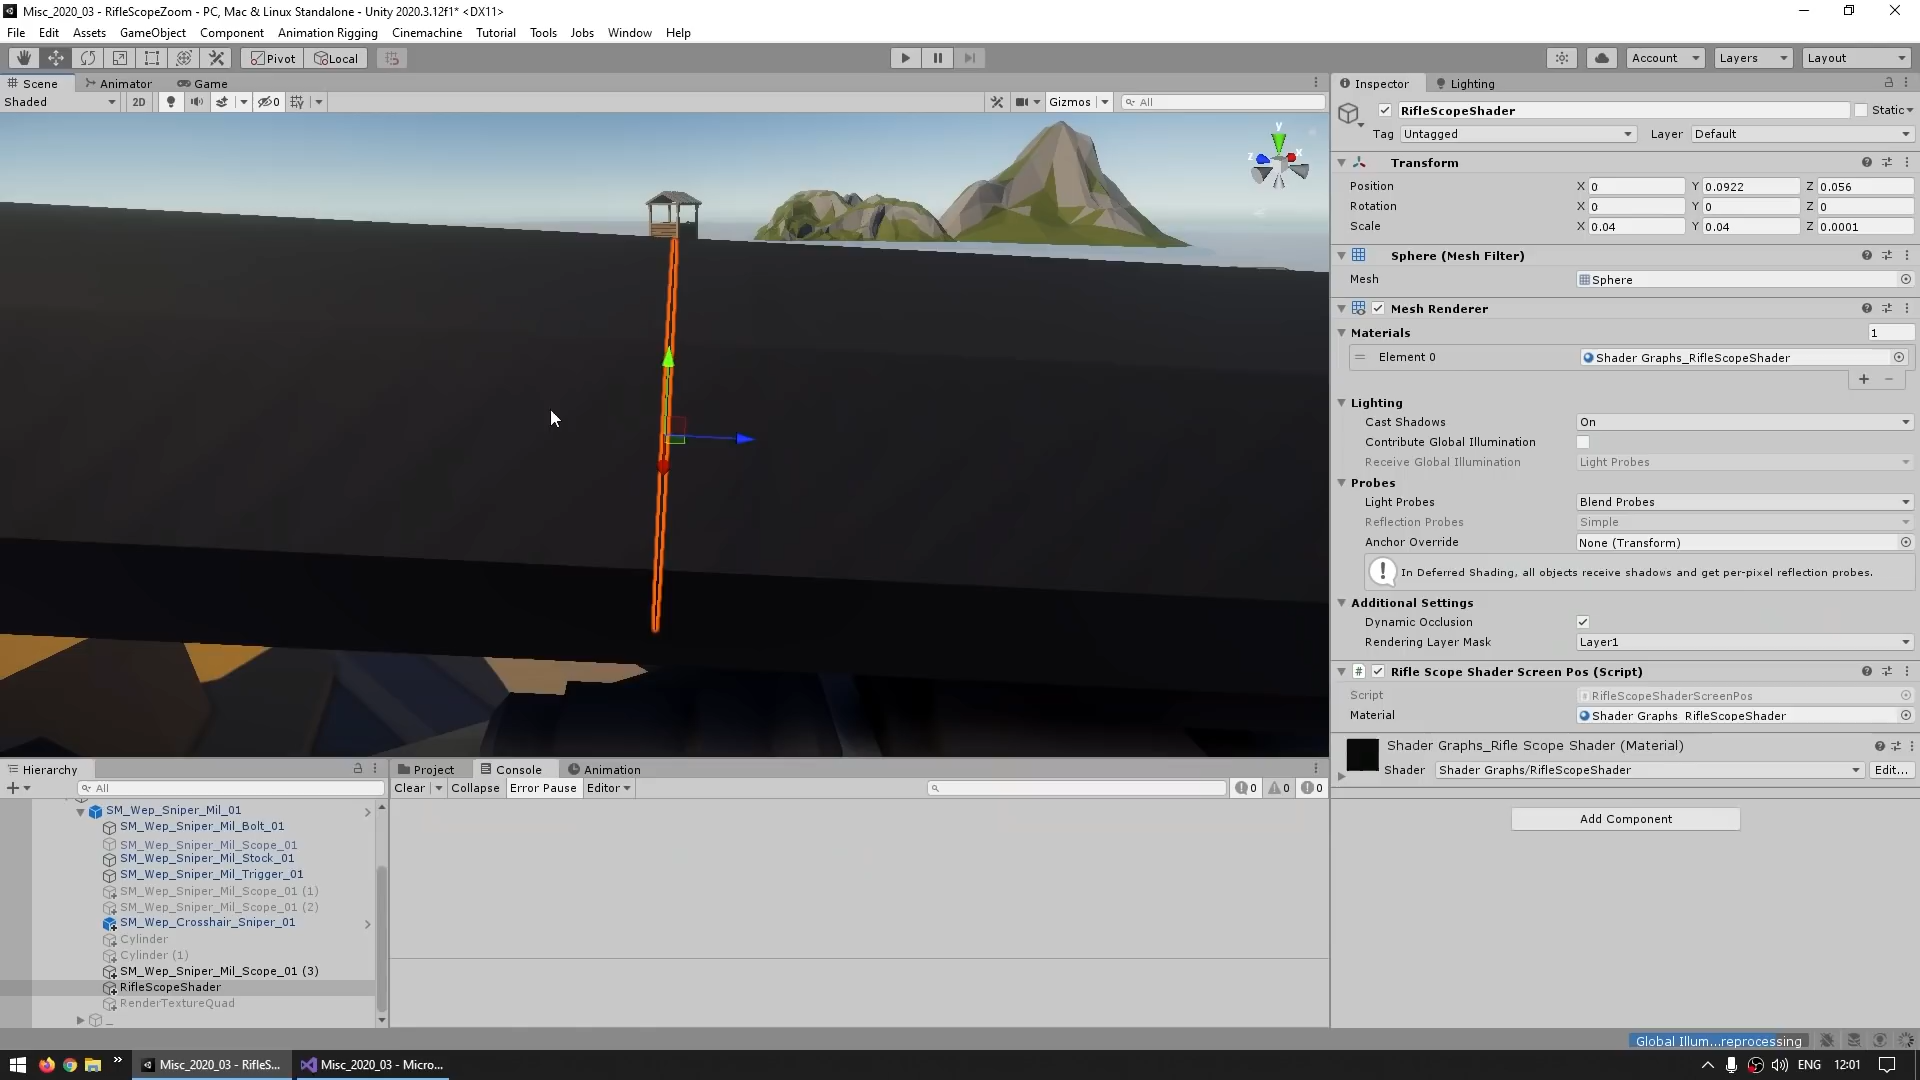 Misc_2020_03 - RifleScopeZoom - PC, Mac & Linux Standalone - Unity 2020.3.12f1* <DX11>
File Edit Assets GameObject Component Animation Rigging Cinemachine Tutorial Tools Jobs Window Help
Pivot Local Account Layers Layout
Scene Animator Game
Shaded 2D 0 Gizmos All
y
x
z
Inspector Lighting
RifleScopeShader Static
Tag Untagged Layer Default
Transform
Position X 0 Y 0.0922 Z 0.056
Rotation X 0 Y 0 Z 0
Scale X 0.04 Y 0.04 Z 0.0001
Sphere (Mesh Filter)
Mesh Sphere
Mesh Renderer
Materials 1
Element 0 Shader Graphs_RifleScopeShader
Lighting
Cast Shadows On
Contribute Global Illumination
Receive Global Illumination Light Probes
Probes
Light Probes Blend Probes
Reflection Probes Simple
Anchor Override None (Transform)
In Deferred Shading, all objects receive shadows and get per-pixel reflection probes.
Additional Settings
Dynamic Occlusion
Rendering Layer Mask Layer1
# Rifle Scope Shader Screen Pos (Script)
Script RifleScopeShaderScreenPos
Material Shader Graphs_RifleScopeShader
Shader Graphs_Rifle Scope Shader (Material)
Shader Shader Graphs/RifleScopeShader Edit...
Add Component
Hierarchy
All
SM_Wep_Sniper_Mil_01
SM_Wep_Sniper_Mil_Bolt_01
SM_Wep_Sniper_Mil_Scope_01
SM_Wep_Sniper_Mil_Stock_01
SM_Wep_Sniper_Mil_Trigger_01
SM_Wep_Sniper_Mil_Scope_01 (1)
SM_Wep_Sniper_Mil_Scope_01 (2)
SM_Wep_Crosshair_Sniper_01
Cylinder
Cylinder (1)
SM_Wep_Sniper_Mil_Scope_01 (3)
RifleScopeShader
RenderTextureQuad
_
Project Console Animation
Clear Collapse Error Pause Editor 0 0 0
Global Illum...reprocessing
Misc_2020_03 - RifleS... Misc_2020_03 - Micro... ENG 12:01